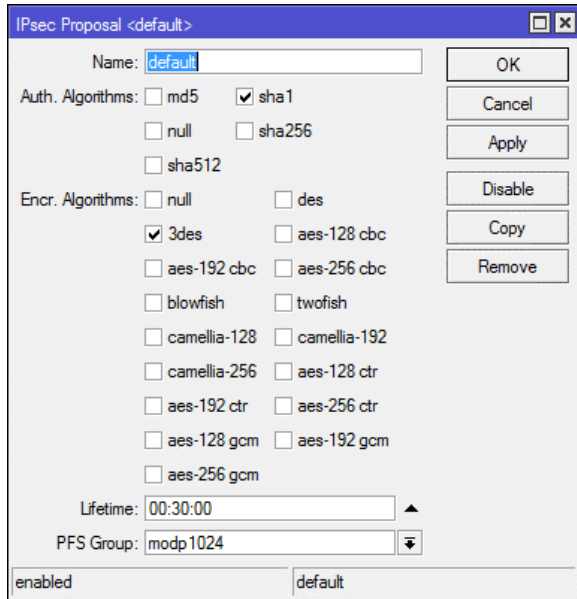 IPsec Proposal <default>
Name: default
OK
Auth. Algorithms: md5 sha1
Cancel
null sha256
Apply
sha512
Encr. Algorithms: null des
Disable
3des aes-128 cbc
Copy
aes-192 cbc aes-256 cbc
Remove
blowfish twofish
camellia-128 camellia-192
camellia-256 aes-128 ctr
aes-192 ctr aes-256 ctr
aes-128 gcm aes-192 gcm
aes-256 gcm
Lifetime: 00:30:00
PFS Group: modp1024
enabled default